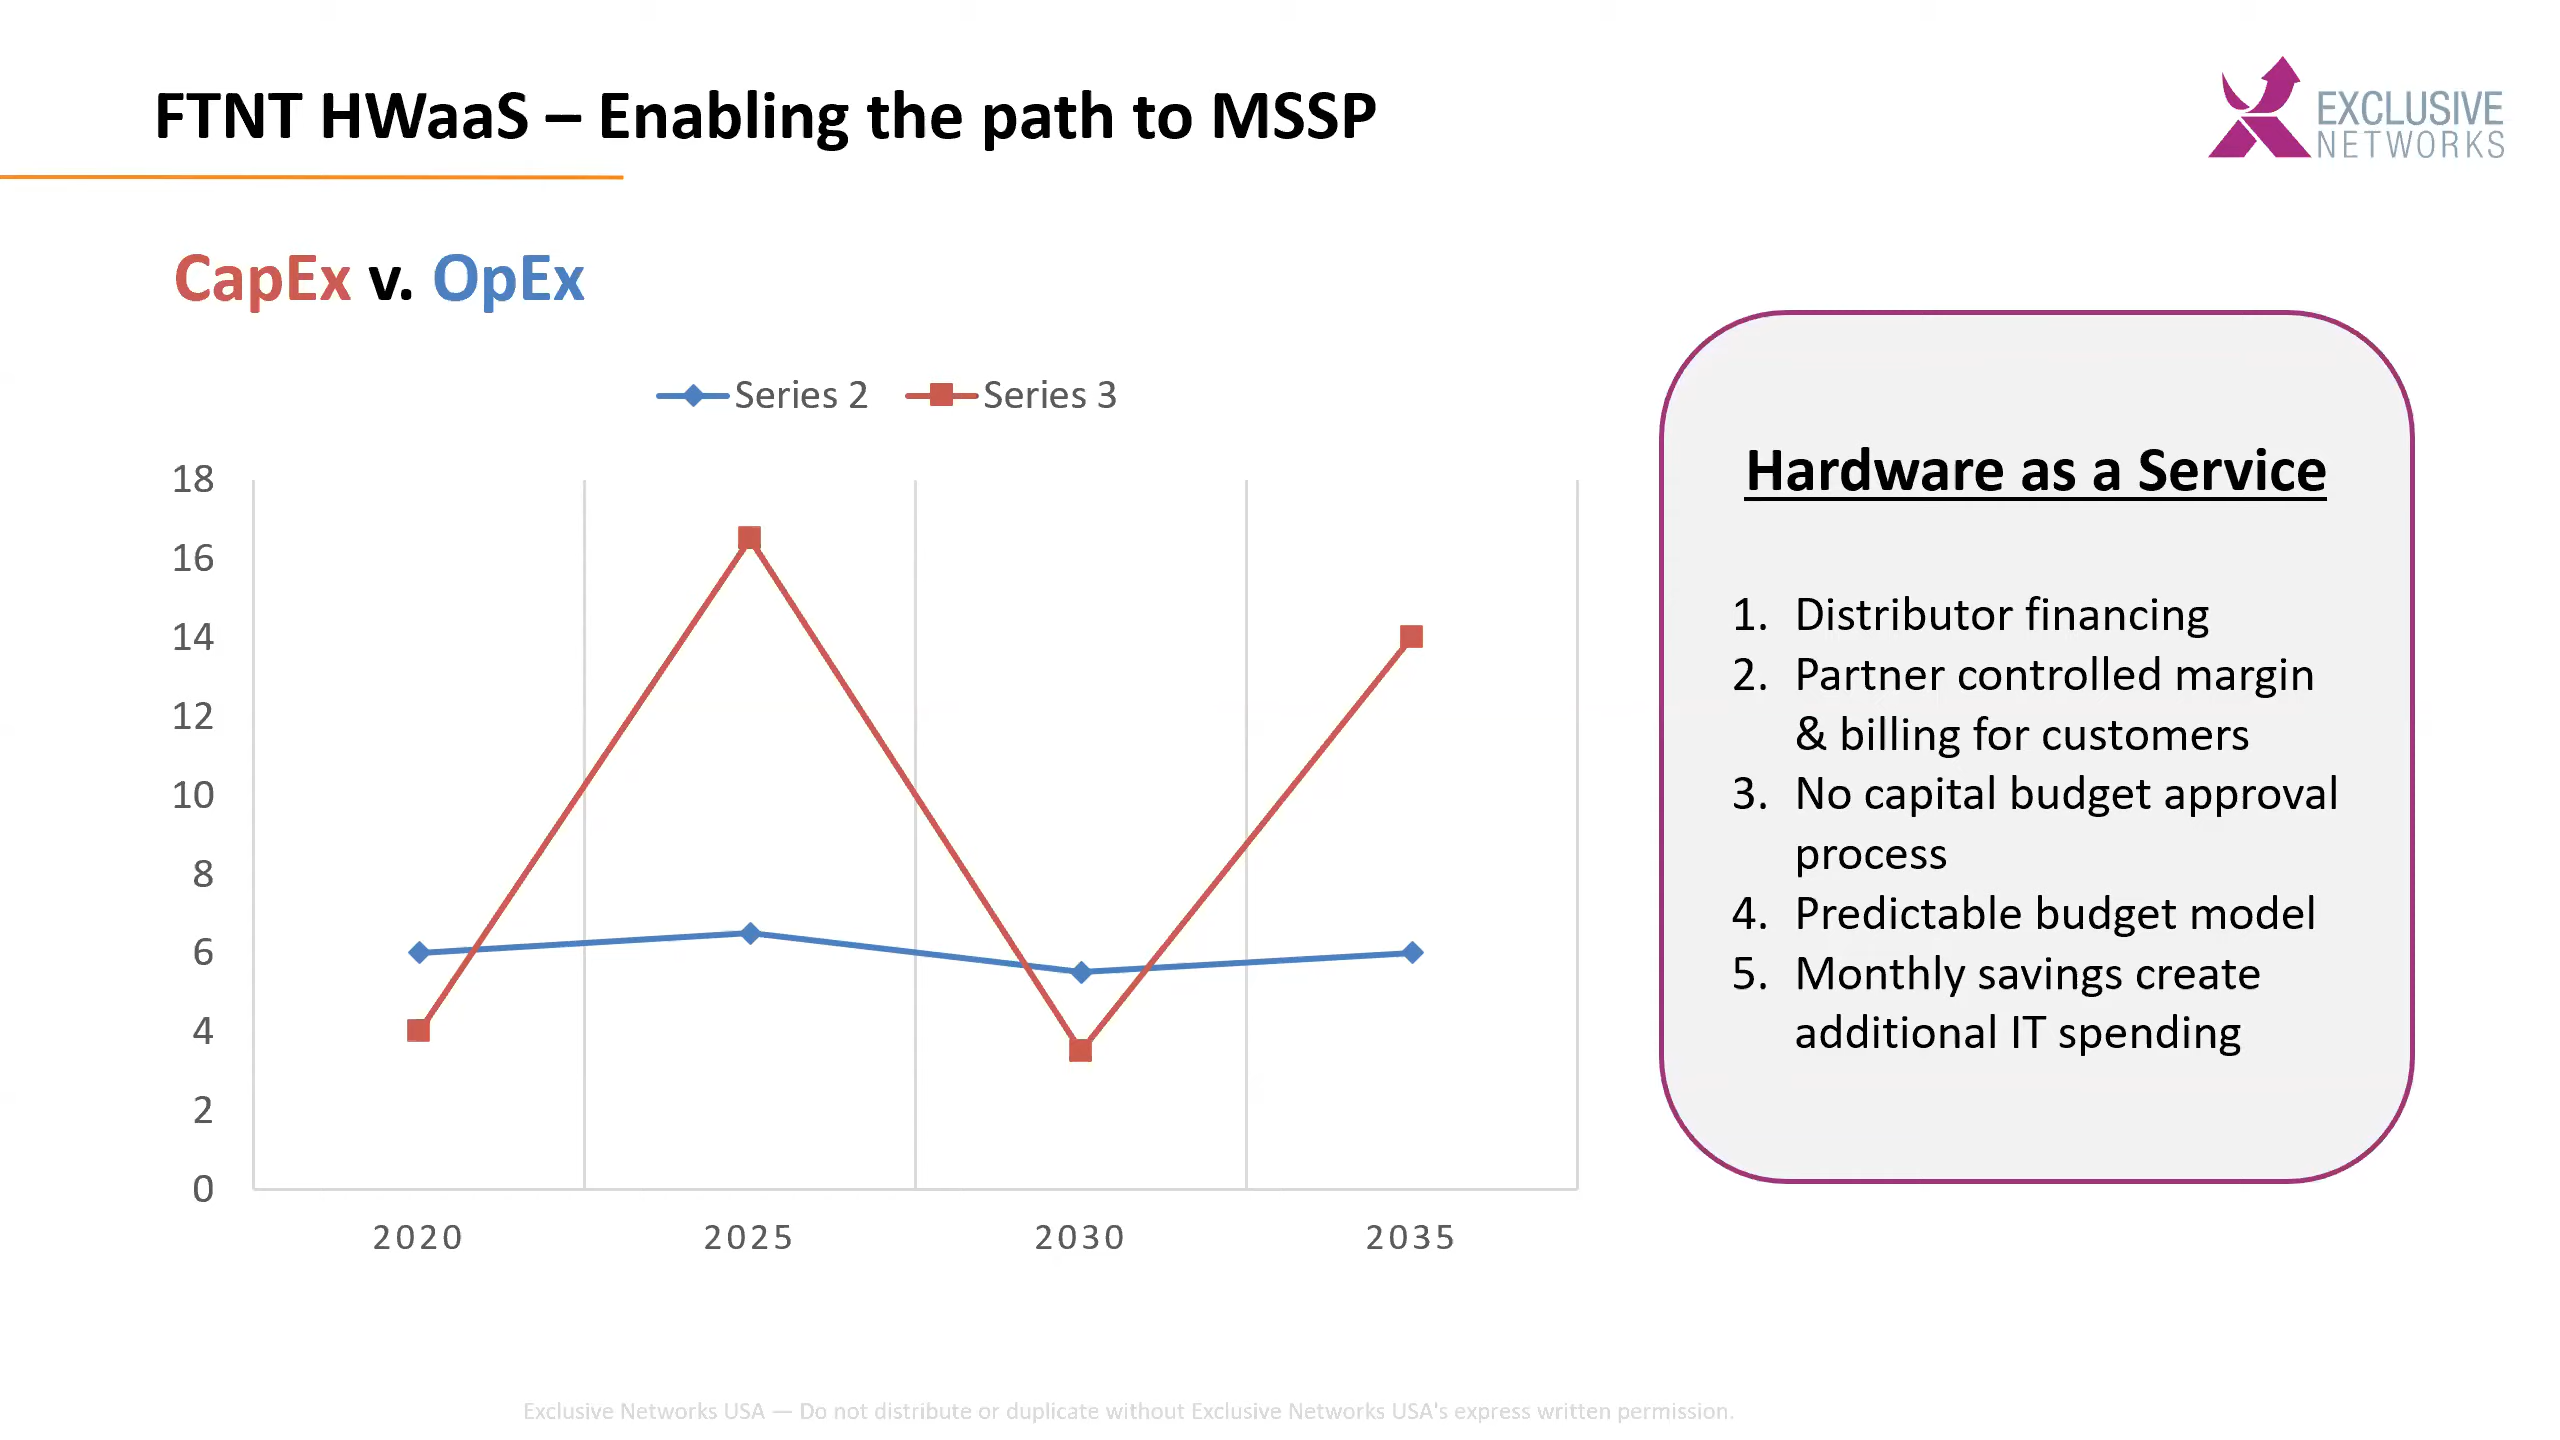 FTNT HWaaS – Enabling the path to MSSP
EXCLUSIVE
NETWORKS
CapEx v. OpEx
Series 2 Series 3
18
16
14
12
10
8
6
4
2
0
2020 2025 2030 2035
Hardware as a Service
1. Distributor financing
2. Partner controlled margin
& billing for customers
3. No capital budget approval
process
4. Predictable budget model
5. Monthly savings create
additional IT spending
Exclusive Networks USA — Do not distribute or duplicate without Exclusive Networks USA's express written permission.